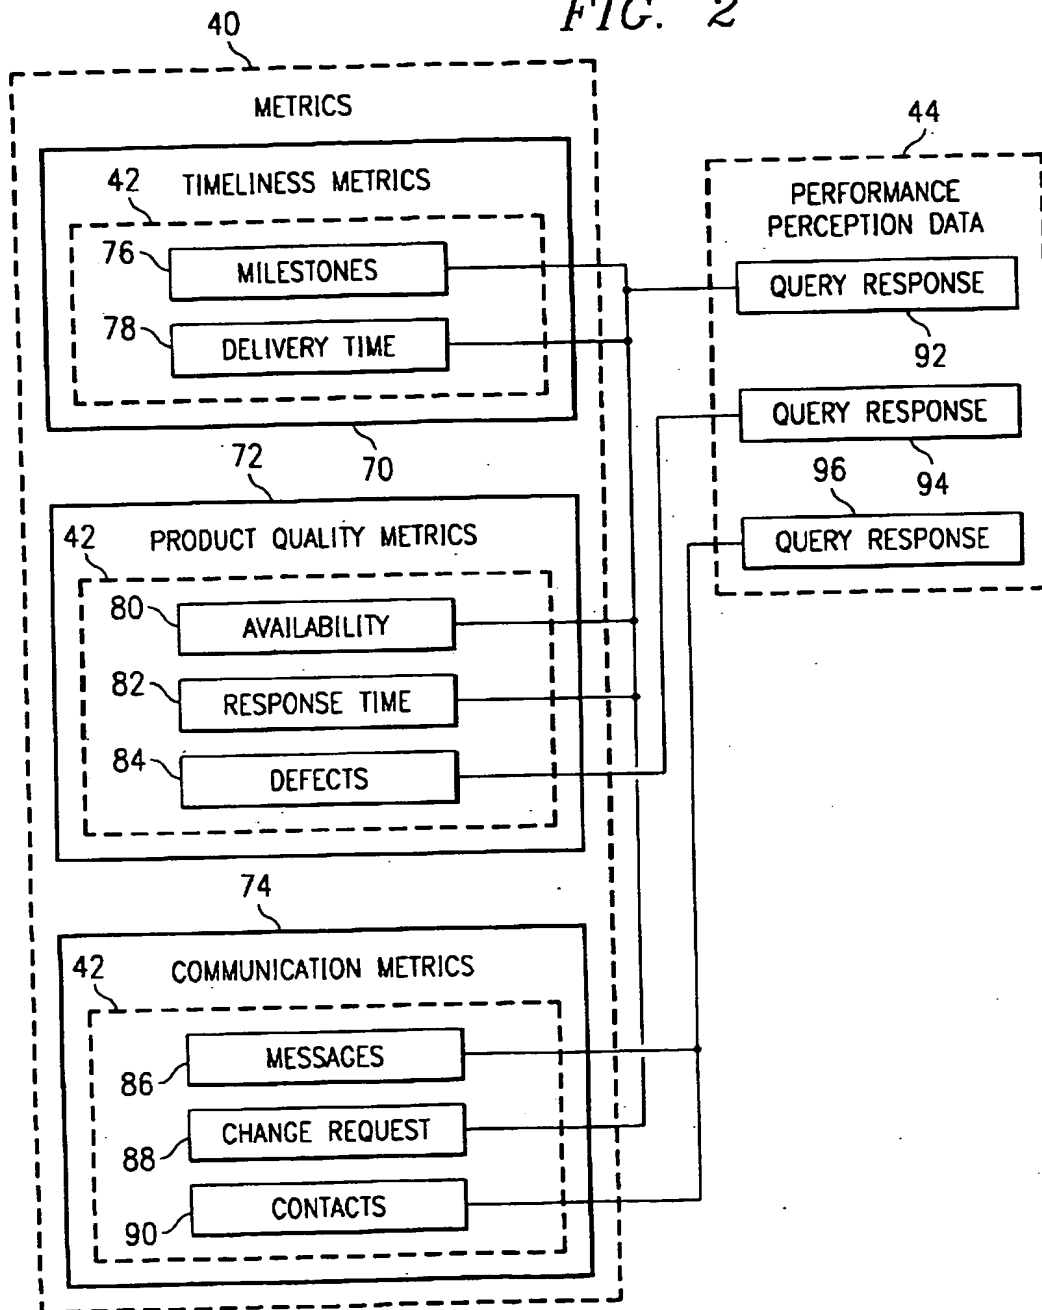 FIG. 2
40
METRICS
42
TIMELINESS METRICS
76
MILESTONES
78
DELIVERY TIME
70
72
42
PRODUCT QUALITY METRICS
80
AVAILABILITY
82
RESPONSE TIME
84
DEFECTS
74
42
COMMUNICATION METRICS
86
MESSAGES
88
CHANGE REQUEST
90
CONTACTS
44
PERFORMANCE
PERCEPTION DATA
QUERY RESPONSE
92
QUERY RESPONSE
94
96
QUERY RESPONSE